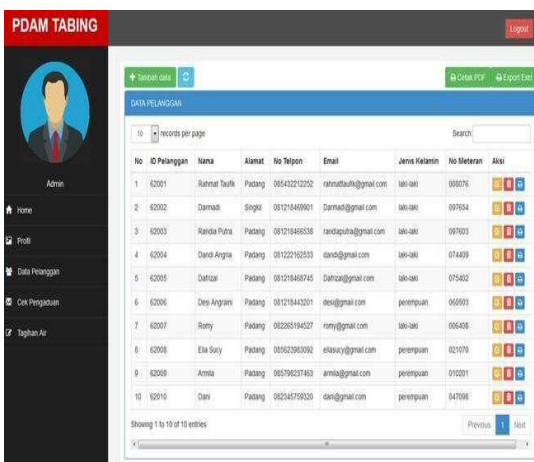 PDAM TABING
Logout
Tambah data
Cetak PDF
Export Exel
DATA PELANGGAN
10 records per page
Search:
No ID Pelanggan Nama Alamat No Telpon Email Jenis Kelamin No Meteran Aksi
1 62001 Rahmat Taufik Padang 085432212252 rahmattaufik@gmail.com laki-laki 008076
2 62002 Darmadi Singkil 081218469901 Darmadi@gmail.com laki-laki 097654
3 62003 Randia Putra Padang 081218466538 randiaputra@gmail.com laki-laki 097603
4 62004 Dandi Angria Padang 081222162533 dandi@gmail.com laki-laki 074409
5 62005 Dafrizal Padang 081218468745 Dafrizal@gmail.com laki-laki 075402
6 62006 Desi Angraini Padang 081218443201 desi@gmail.com perempuan 060503
7 62007 Romy Padang 082265194527 romy@gmail.com laki-laki 006408
8 62008 Ella Sucy Padang 085623983092 ellasucy@gmail.com perempuan 021070
9 62009 Armila Padang 085798237463 armila@gmail.com perempuan 010201
10 62010 Dani Padang 082345759320 dani@gmail.com perempuan 047098
Showing 1 to 10 of 10 entries
Previous 1 Next
Admin
Home
Profil
Data Pelanggan
Cek Pengaduan
Tagihan Air